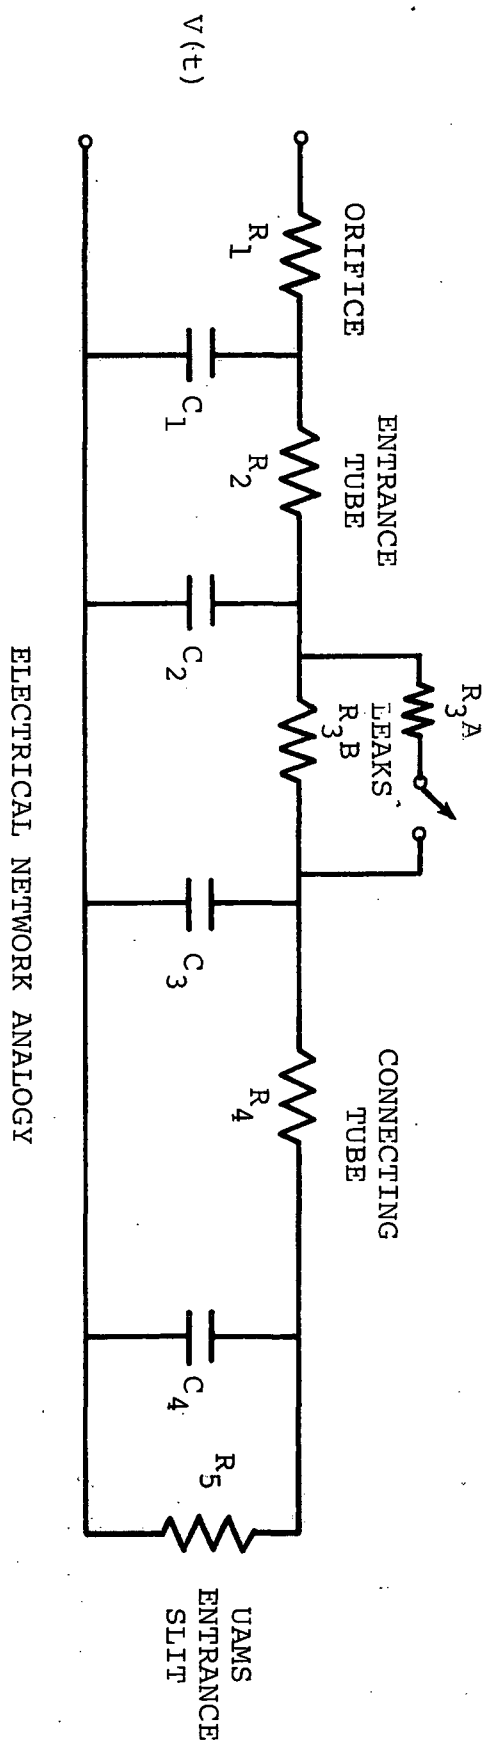 V(t)
ORIFICE
R1
C1
ENTRANCE
TUBE
R2
C2
R3A
LEAKS
R3B
C3
CONNECTING
TUBE
R4
C4
R5
UAMS
ENTRANCE
SLIT
ELECTRICAL NETWORK ANALOGY